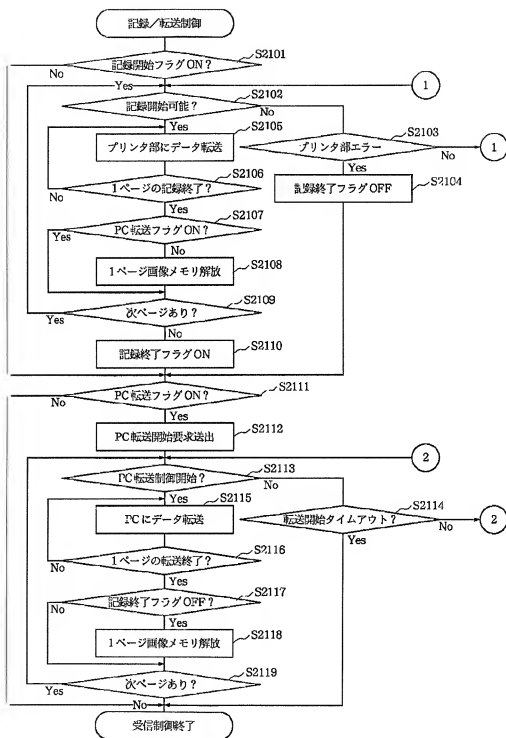 記録／転送制御
S2101
記録開始フラグON？
No
Yes
1
S2102
記録開始可能？
No
Yes
S2105
プリンタ部にデータ転送
S2103
プリンタ部エラー
No
1
Yes
S2104
記録終了フラグOFF
S2106
1ページの記録終了？
No
Yes
S2107
PC転送フラグON？
Yes
No
S2108
1ページ画像メモリ解放
S2109
次ページあり？
Yes
No
S2110
記録終了フラグON
S2111
PC転送フラグON？
No
Yes
S2112
PC転送開始要求送出
2
S2113
PC転送制御開始？
No
Yes
S2115
PCにデータ転送
S2114
転送開始タイムアウト？
No
2
Yes
S2116
1ページの転送終了？
No
Yes
S2117
記録終了フラグOFF？
No
Yes
S2118
1ページ画像メモリ解放
S2119
次ページあり？
Yes
No
受信制御終了